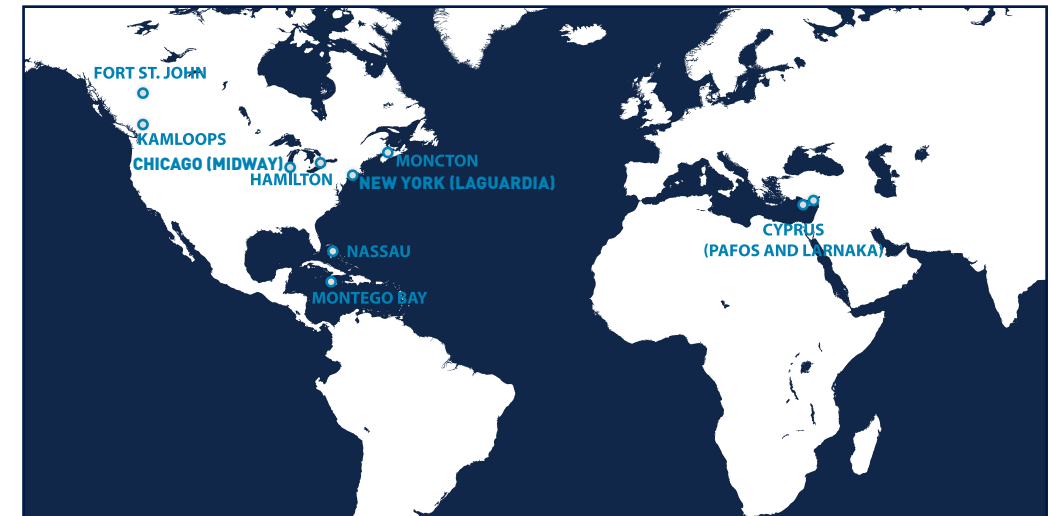 FORT ST. JOHN
KAMLOOPS
CHICAGO (MIDWAY)
HAMILTON
MONCTON
NEW YORK (LAGUARDIA)
NASSAU
MONTEGO BAY
CYPRUS
(PAFOS AND LARNAKA)